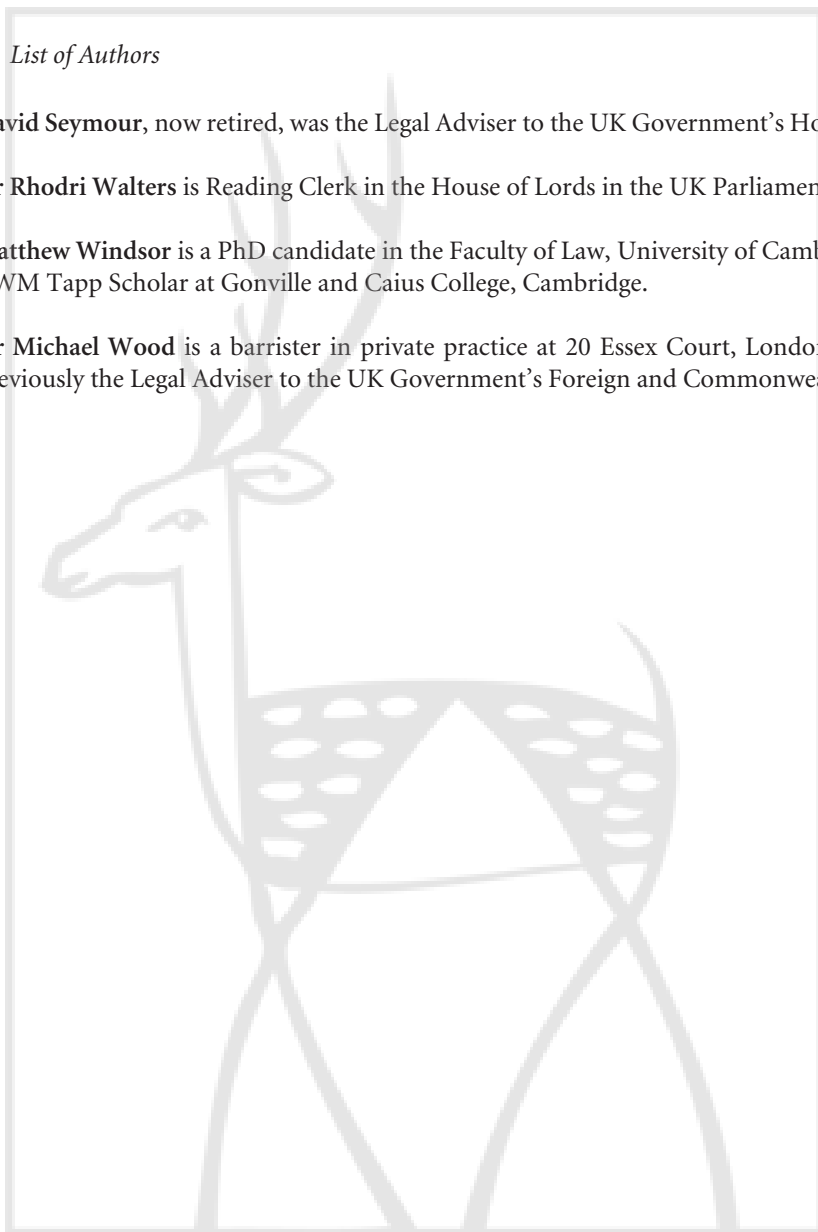 List of Authors
avid Seymour, now retired, was the Legal Adviser to the UK Government's Ho
r Rhodri Walters is Reading Clerk in the House of Lords in the UK Parliamen
atthew Windsor is a PhD candidate in the Faculty of Law, University of Camb
WM Tapp Scholar at Gonville and Caius College, Cambridge.
r Michael Wood is a barrister in private practice at 20 Essex Court, Londo
eviously the Legal Adviser to the UK Government's Foreign and Commonwea